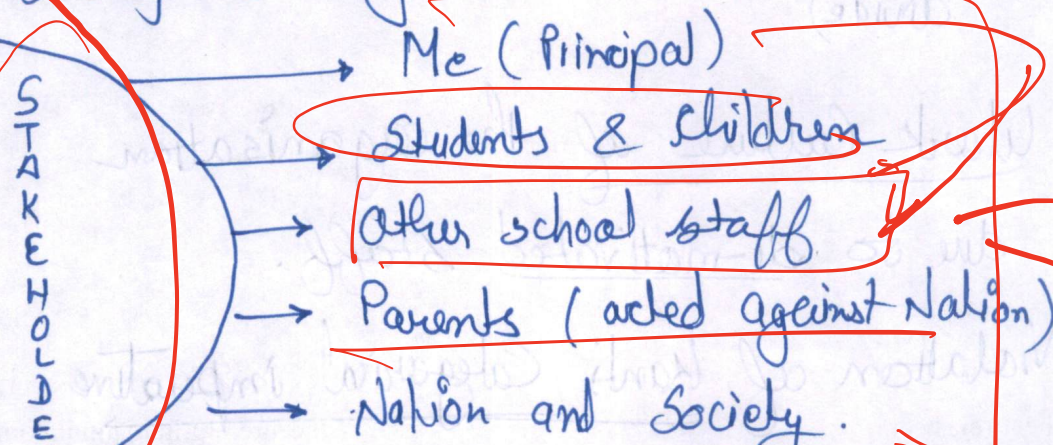 STAKEHOLDE
Me (Principal)
Students & Children
Other school staff
Parents (acted against Nation)
Nation and Society.